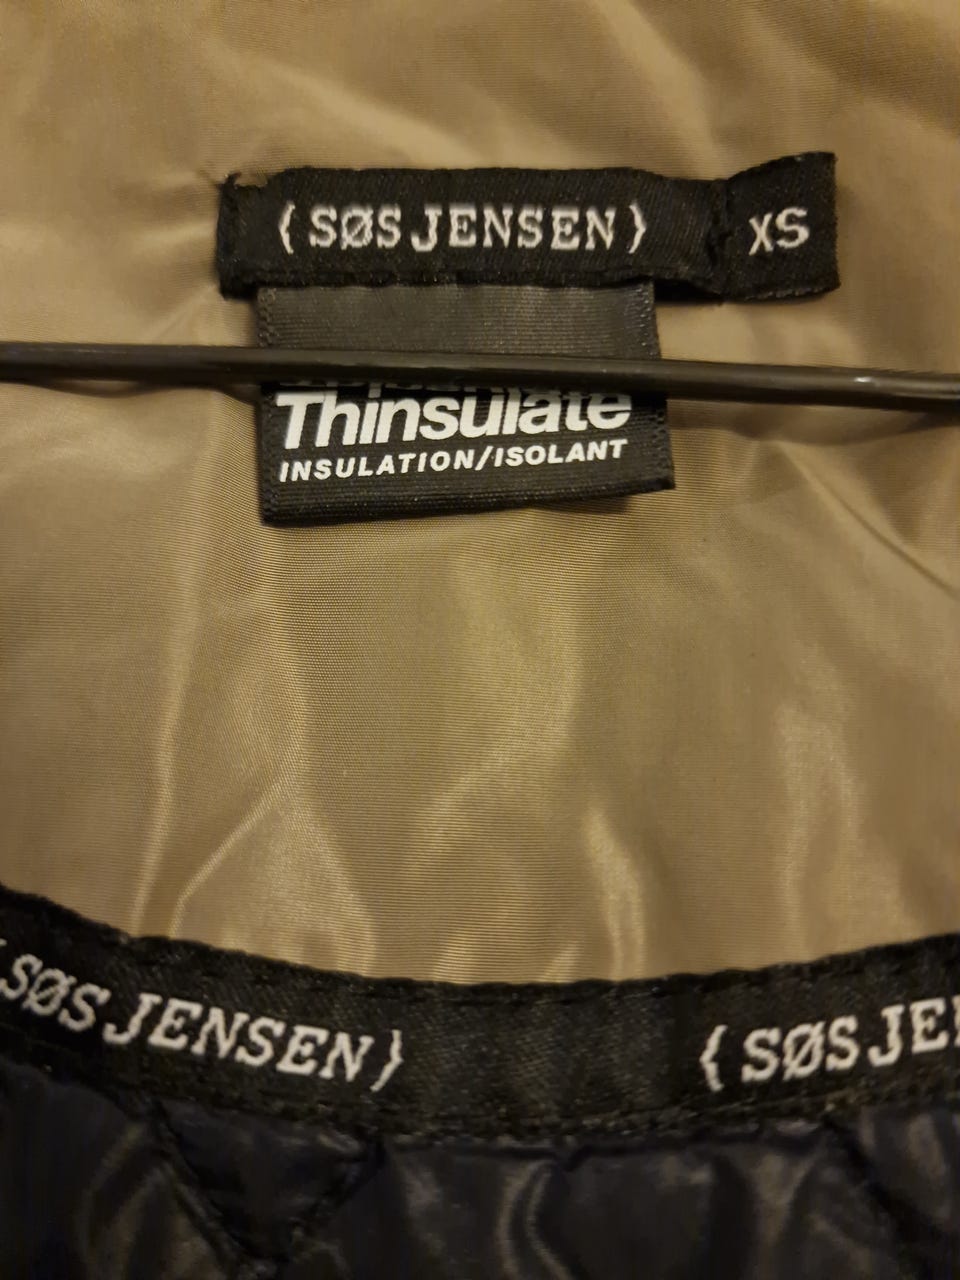 {SØS JENSEN} XS
Thinsulate
INSULATION/ISOLANT
SØS JENSEN} {SØS JE